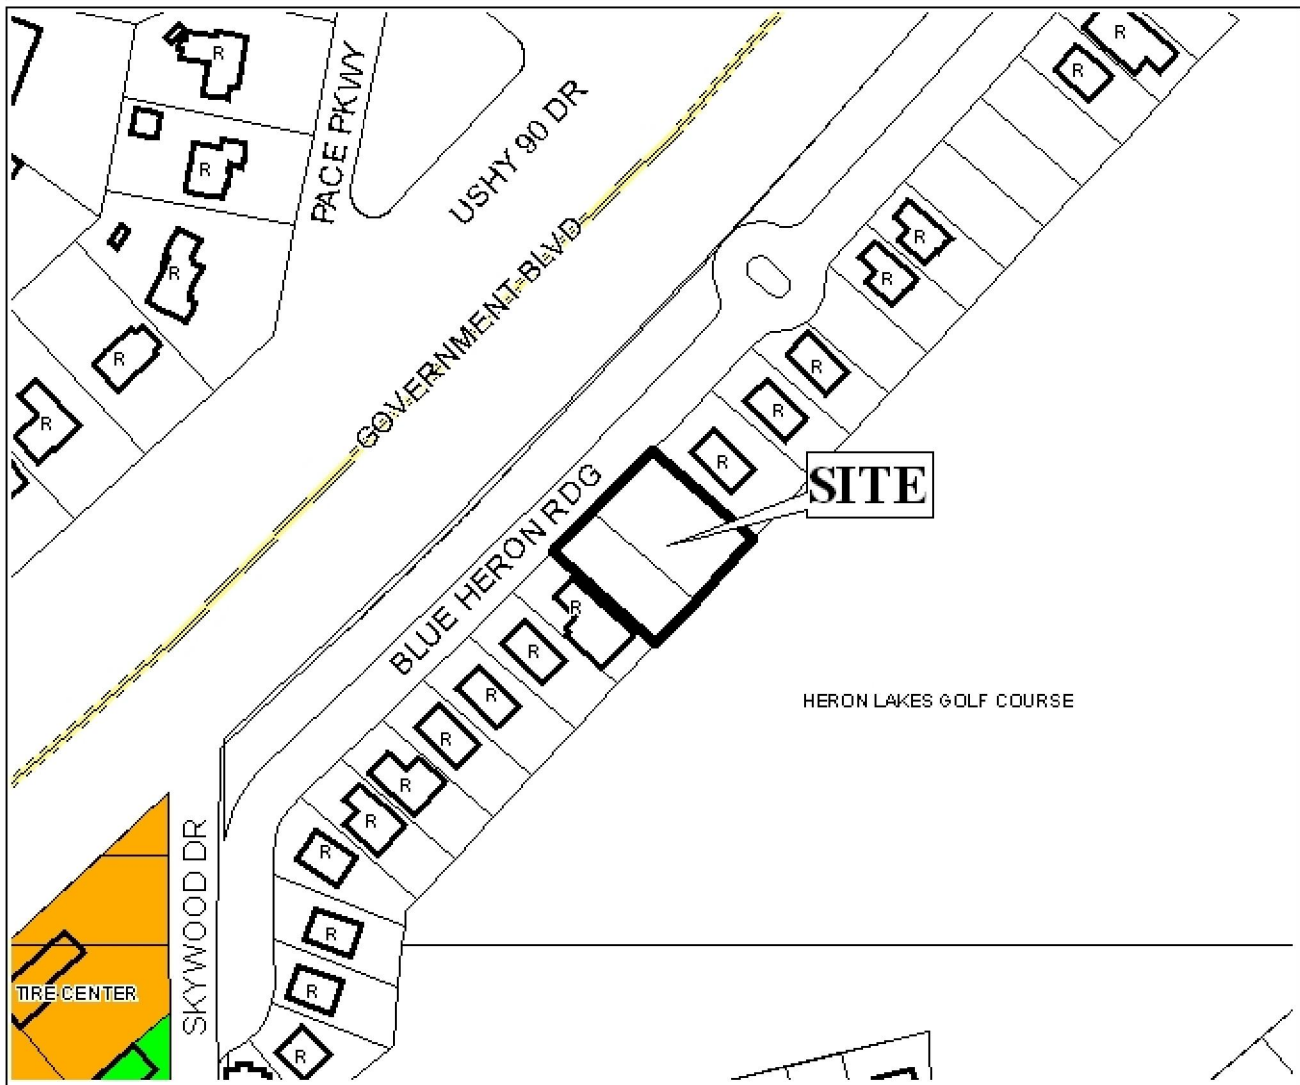 R
R
PACE PKWY
USHY 90 DR
R
R
R
R
R
R
R
R
GOVERNMENT BLVD
R
R
R
SITE
BLUE HERON RDG
R
R
R
R
HERON LAKES GOLF COURSE
R
R
R
SKYWOOD DR
R
R
TIRE CENTER
R
R